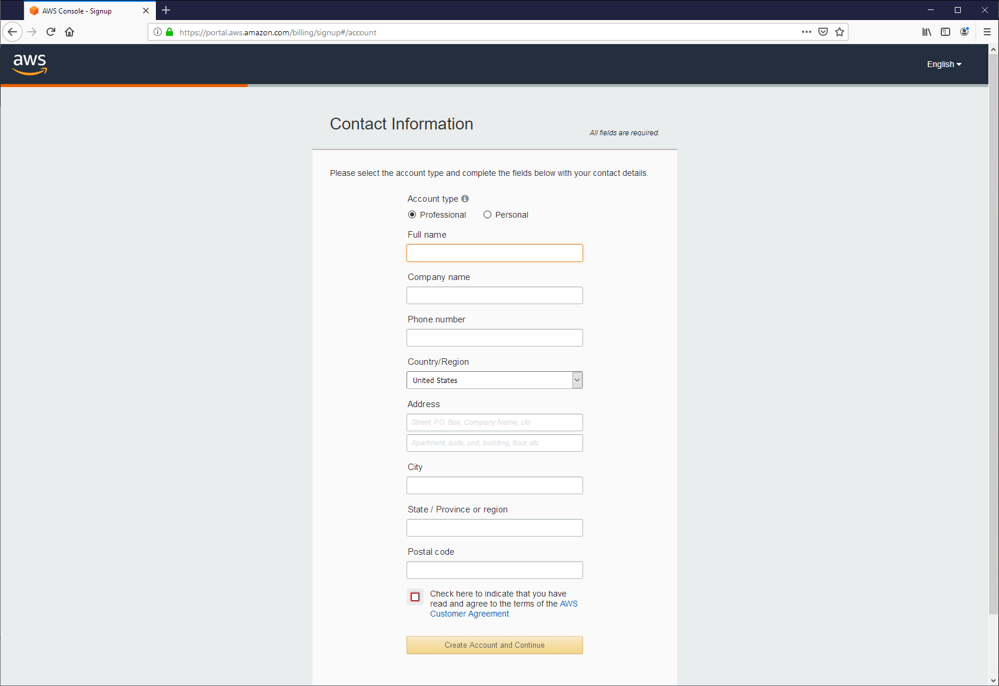 AWS Console - Signup
https://portal.aws.amazon.com/billing/signup#/account
aws
English
Contact Information
All fields are required.
Please select the account type and complete the fields below with your contact details.
Account type
Professional Personal
Full name
Company name
Phone number
Country/Region
United States
Address
Street, P.O. Box, Company Name, c/o
Apartment, suite, unit, building, floor, etc.
City
State / Province or region
Postal code
Check here to indicate that you have
read and agree to the terms of the AWS
Customer Agreement
Create Account and Continue